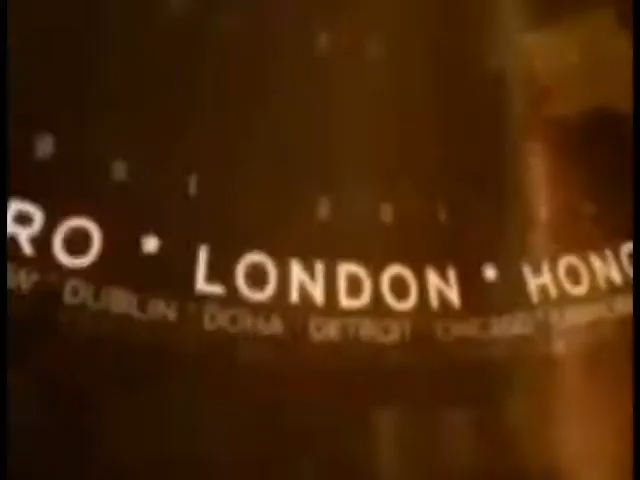 RO • LONDON • HONG
W DUBLIN • DOHA • DETROIT • CHICAGO •